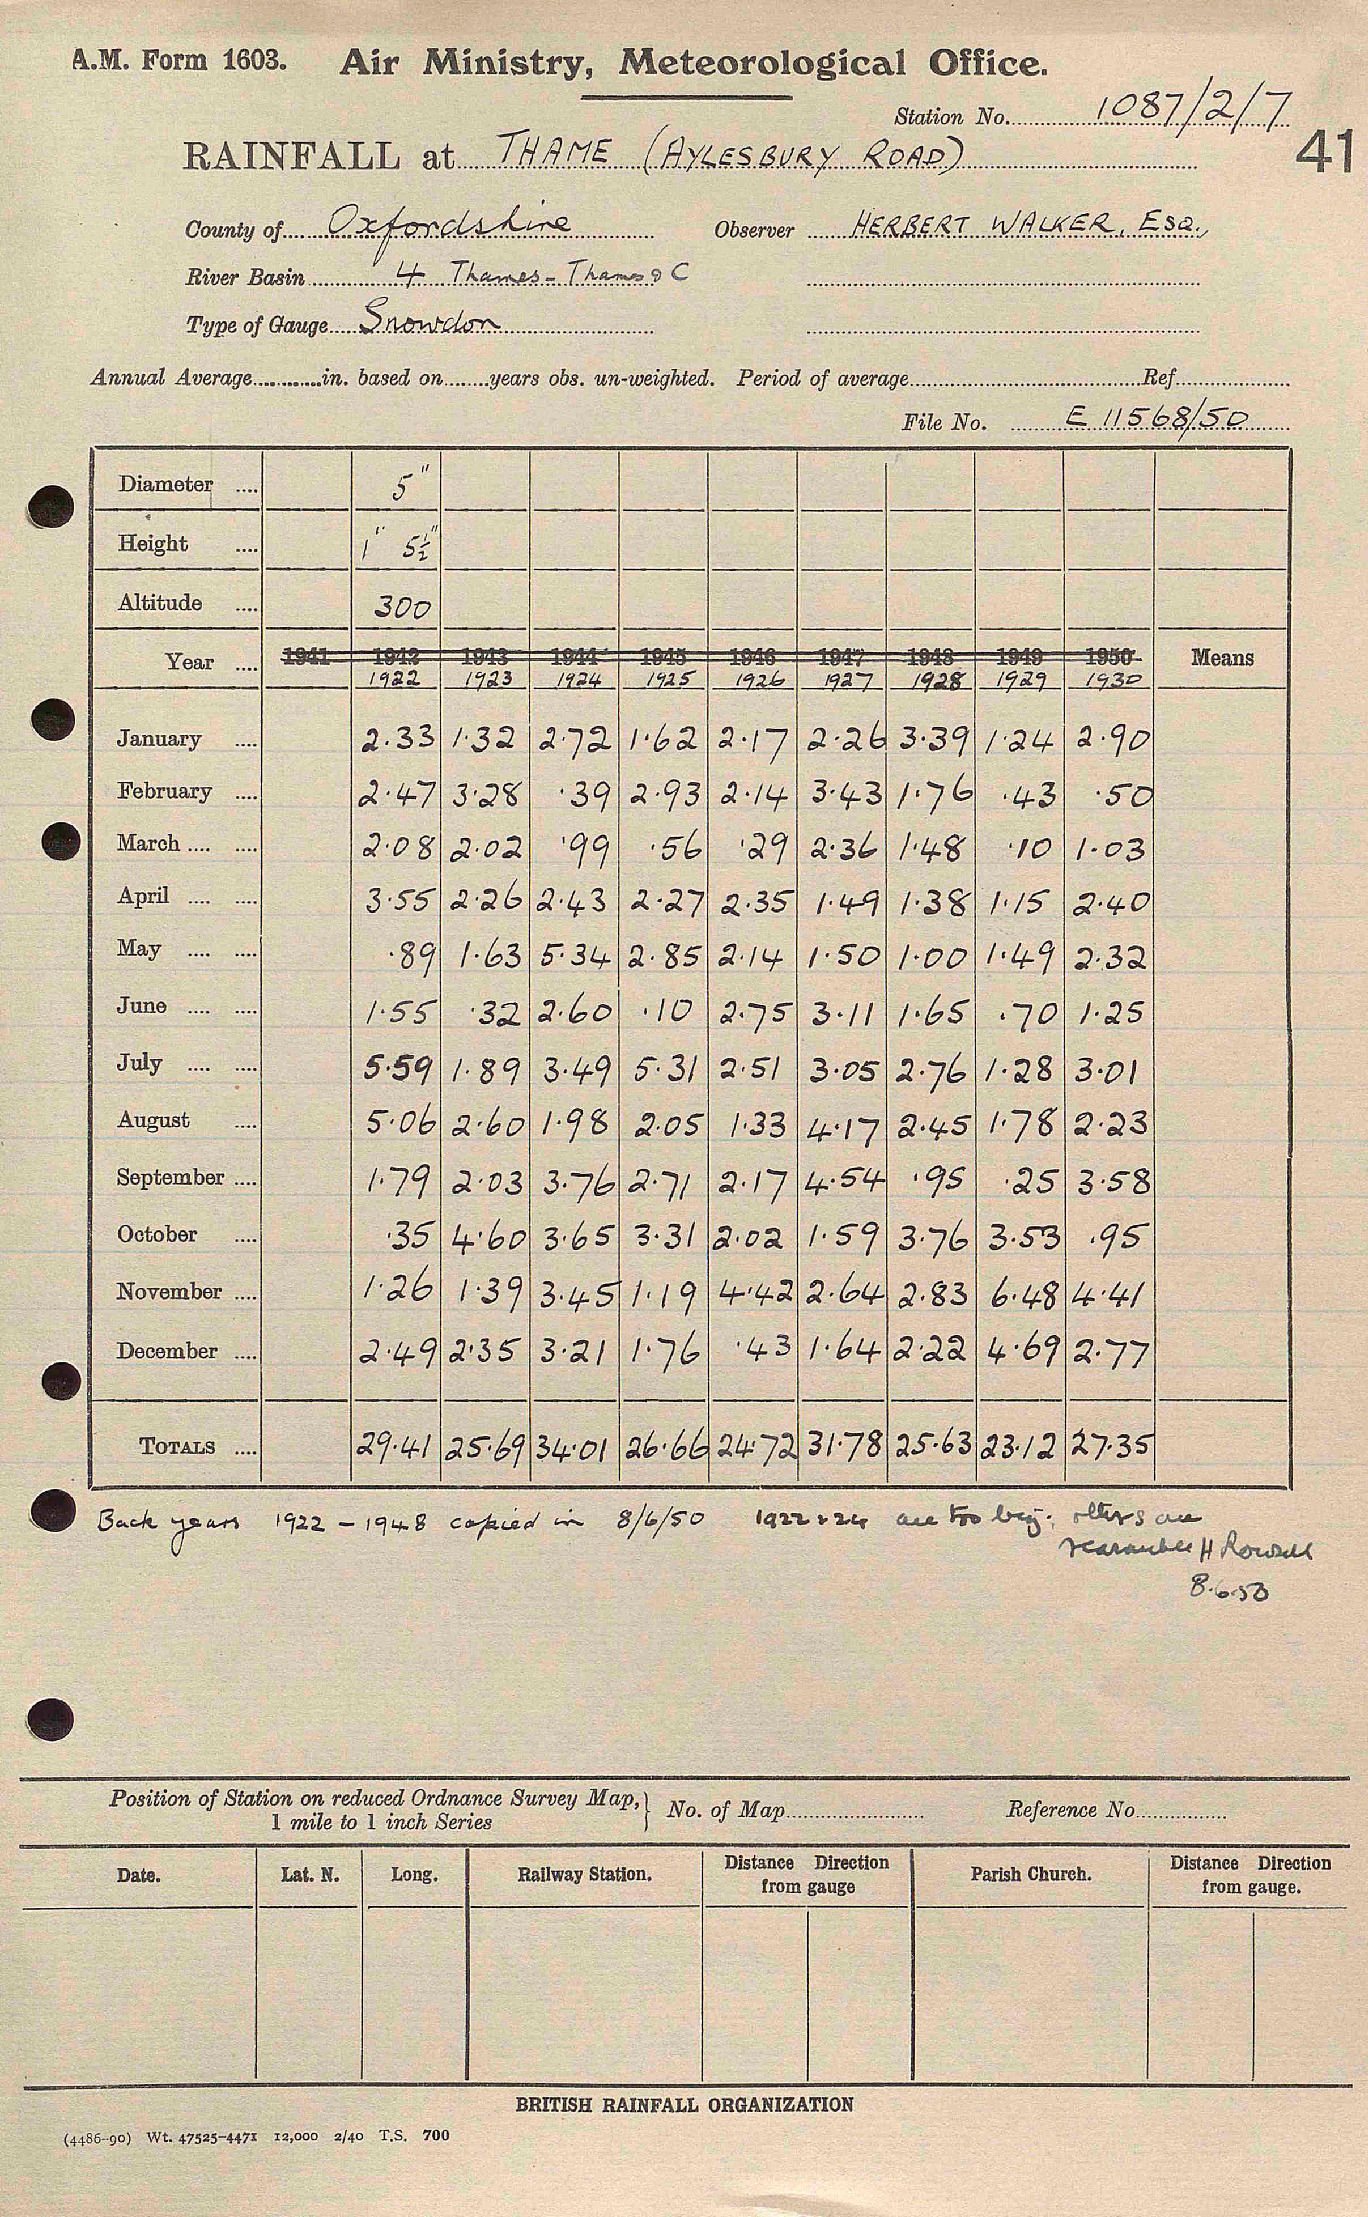 A.M. Form 1603. Air Ministry, Meteorological Office.
Station No. 1087/2/7
RAINFALL at THAME (AYLESBURY ROAD)
41
County of Oxfordshire Observer HERBERT WALKER, ESQ.,
River Basin 4 Thames - Thames & C
Type of Gauge Snowdon
Annual Average............in. based on........years obs. un-weighted. Period of average........Ref........
File No. E 11568/50
Diameter .... 5"
Height .... 1" 5½"
Altitude .... 300
Year .... 1941 1942 1943 1944 1945 1946 1947 1948 1949 1950 Means
1922 1923 1924 1925 1926 1927 1928 1929 1930
January .... 2.33 1.32 2.72 1.62 2.17 2.26 3.39 1.24 2.90
February .... 2.47 3.28 .39 2.93 2.14 3.43 1.76 .43 .50
March .... .... 2.08 2.02 .99 .56 .29 2.36 1.48 .10 1.03
April .... .... 3.55 2.26 2.43 2.27 2.35 1.49 1.38 1.15 2.40
May .... .... .89 1.63 5.34 2.85 2.14 1.50 1.00 1.49 2.32
June .... .... 1.55 .32 2.60 .10 2.75 3.11 1.65 .70 1.25
July .... .... 5.59 1.89 3.49 5.31 2.51 3.05 2.76 1.28 3.01
August .... 5.06 2.60 1.98 2.05 1.33 4.17 2.45 1.78 2.23
September .... 1.79 2.03 3.76 2.71 2.17 4.54 .95 .25 3.58
October .... .35 4.60 3.65 3.31 2.02 1.59 3.76 3.53 .95
November .... 1.26 1.39 3.45 1.19 4.42 2.64 2.83 6.48 4.41
December .... 2.49 2.35 3.21 1.76 .43 1.64 2.22 4.69 2.77
TOTALS .... 29.41 25.69 34.01 26.66 24.72 31.78 25.63 23.12 27.35
Back years 1922 - 1948 copied in 8/6/50 1922 & 24 are too big; others are
H Rowsell
8.6.53
Position of Station on reduced Ordnance Survey Map, } No. of Map........ Reference No........
1 mile to 1 inch Series
Date. Lat. N. Long. Railway Station. Distance Direction from gauge Parish Church. Distance Direction from gauge.
BRITISH RAINFALL ORGANIZATION
(4486-90) Wt. 47525-4471 12,000 2/40 T.S. 700